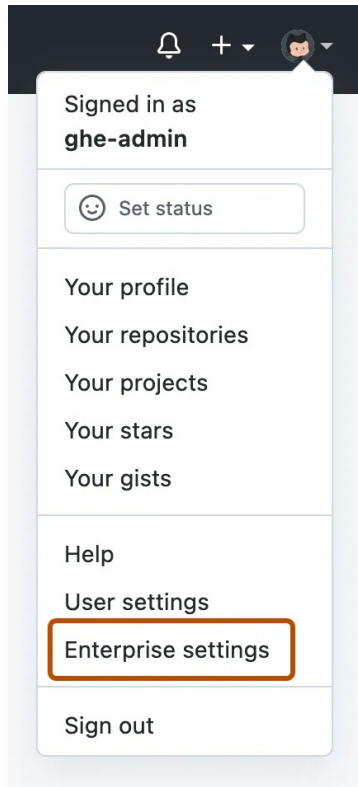 Signed in as
ghe-admin
Set status
Your profile
Your repositories
Your projects
Your stars
Your gists
Help
User settings
Enterprise settings
Sign out